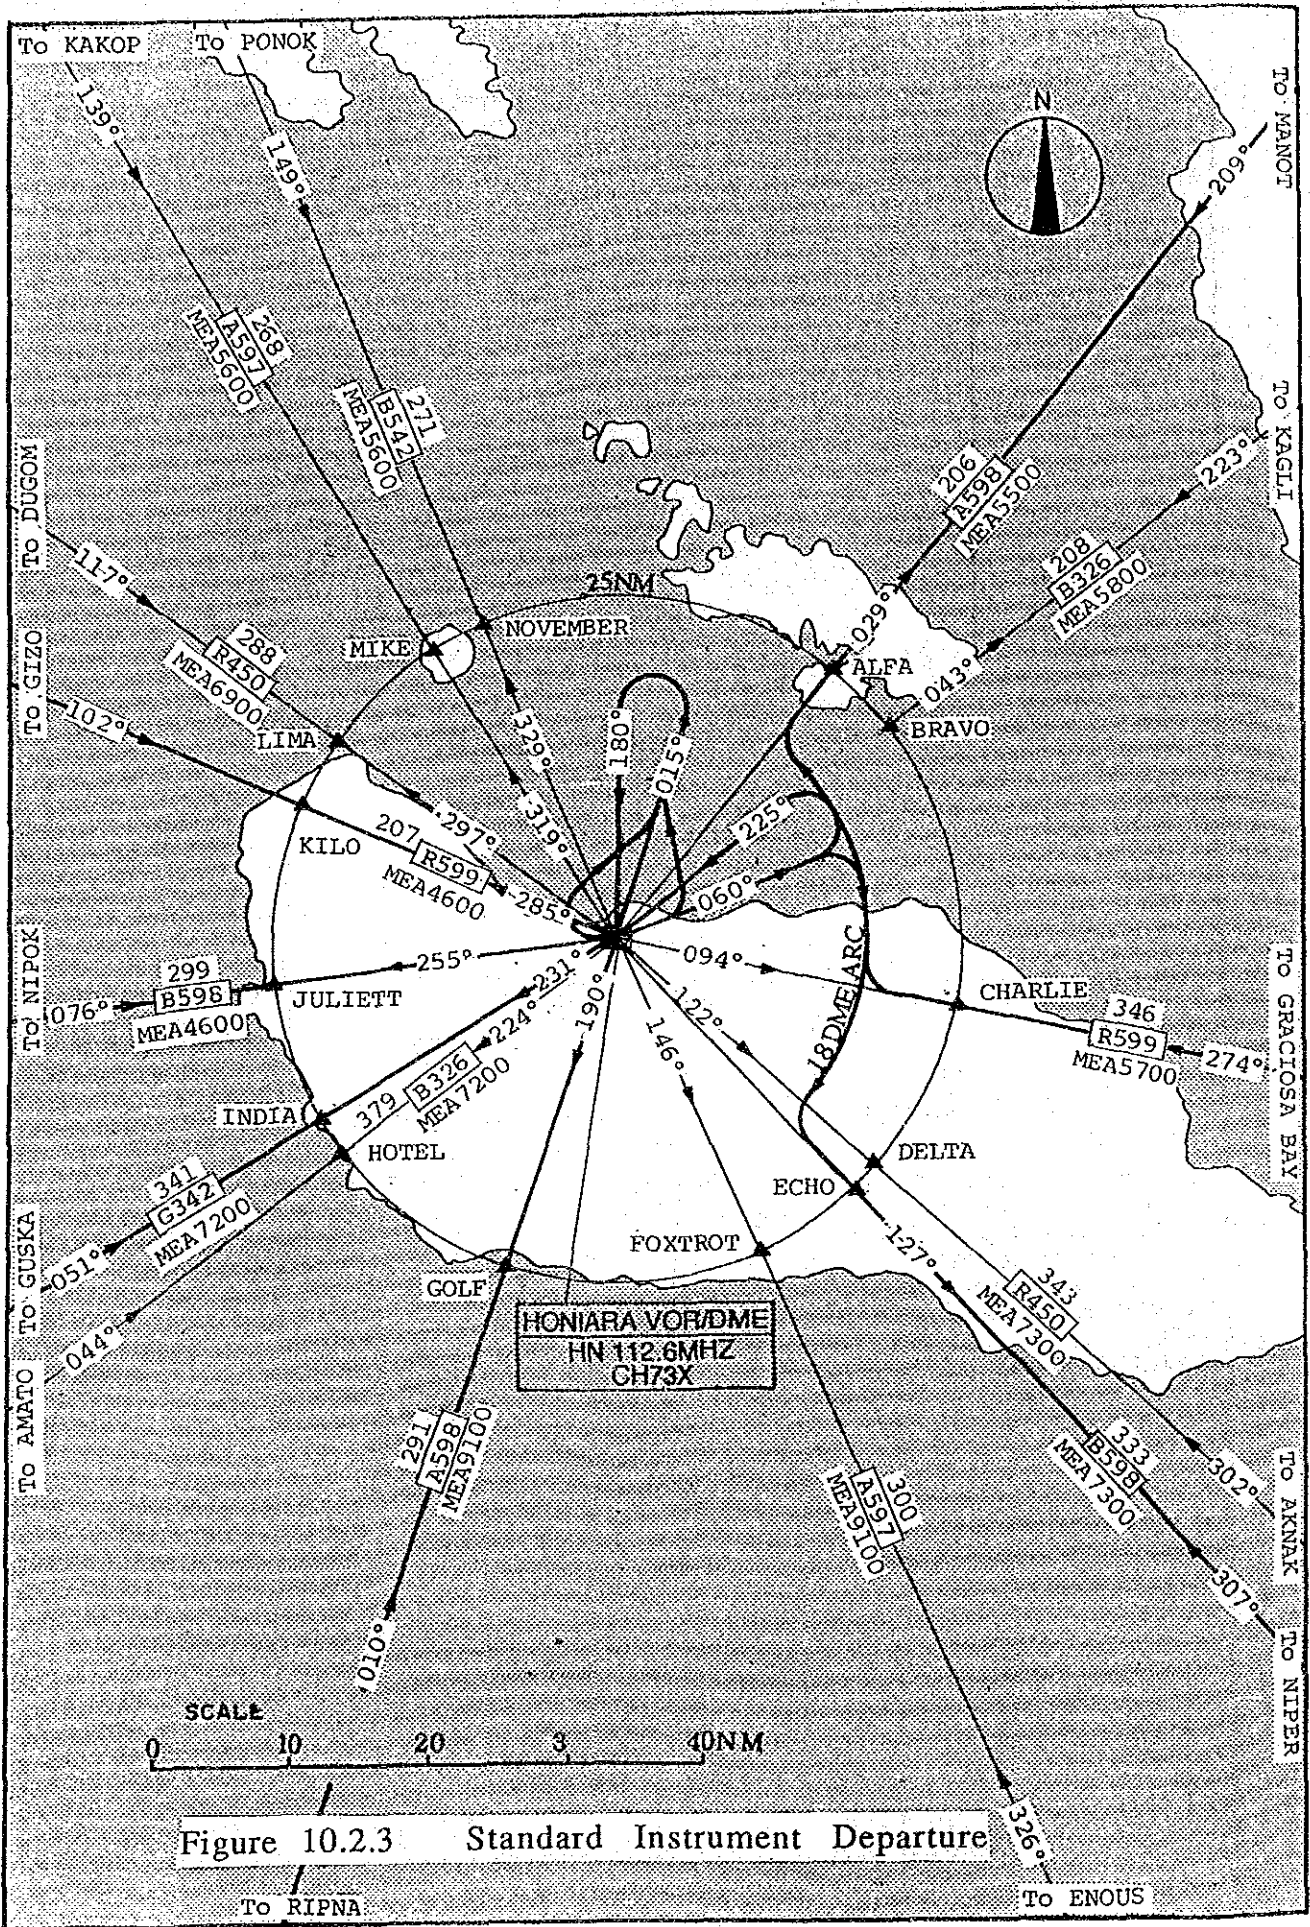 To KAKOP
To PONOK
N
139°
149°
To MANOT
209°
268
A597
MEA5600
271
B542
MEA5600
To KAGLI
223°
206
A598
MEA5500
208
B326
MEA5800
To DUGOM
117°
25NM
029°
NOVEMBER
MIKE
ALFA
043°
BRAVO
288
R450
MEA6900
To GIZO
102°
LIMA
329°
180°
015°
319°
225°
297°
KILO
207
R599
MEA4600
285°
060°
To NIPOK
255°
231°
094°
18DME ARC
299
B598
MEA4600
076°
JULIETT
CHARLIE
346
R599
MEA5700
274°
To GRACIOSA BAY
190°
224°
122°
146°
379
B326
MEA7200
INDIA
HOTEL
DELTA
ECHO
341
G342
MEA7200
To GUSKA
051°
FOXTROT
127°
GOLF
343
R450
MEA7300
044°
To AMATO
HONIARA VOR/DME
HN 112.6MHZ
CH73X
291
A598
MEA9100
333
B598
MEA7300
302°
To AKNAK
300
A597
MEA9100
307°
To NIPER
010°
SCALE
0 10 20 3 40NM
326°
Figure 10.2.3 Standard Instrument Departure
To RIPNA
To ENOUS